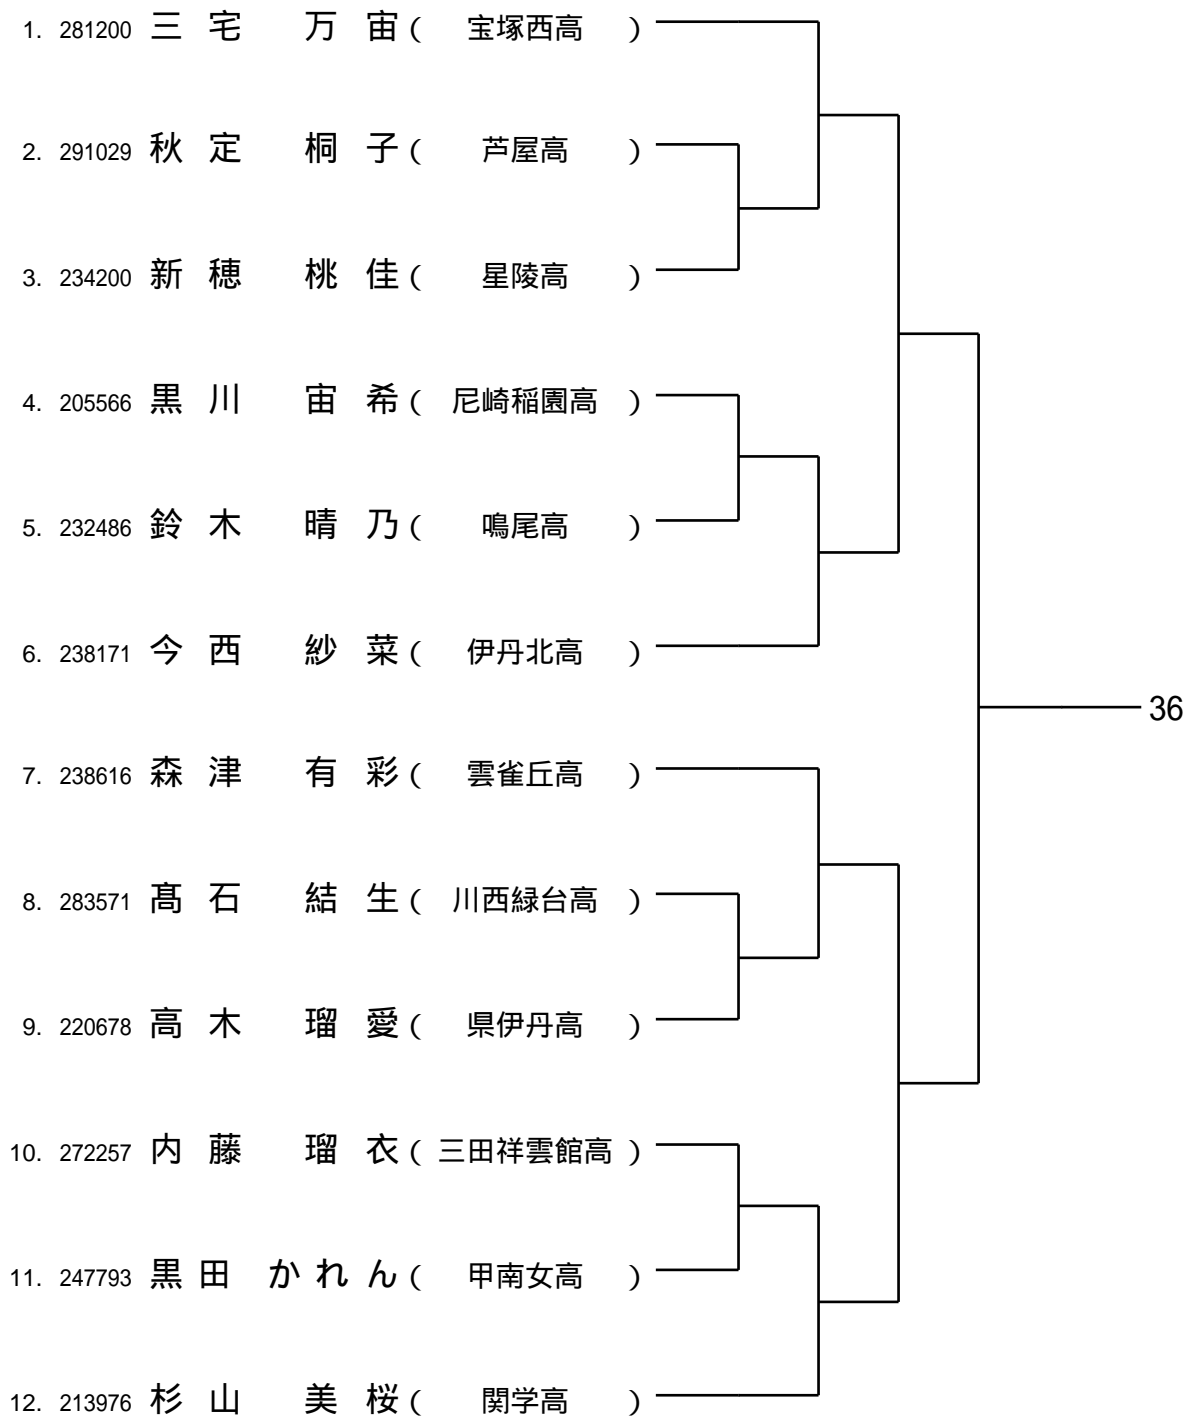 1. 281200 三宅 万宙 ( 宝塚西高 )
2. 291029 秋定 桐子 ( 芦屋高 )
3. 234200 新穂 桃佳 ( 星陵高 )
4. 205566 黒川 宙希 ( 尼崎稲園高 )
5. 232486 鈴木 晴乃 ( 鳴尾高 )
6. 238171 今西 紗菜 ( 伊丹北高 )
36
7. 238616 森津 有彩 ( 雲雀丘高 )
8. 283571 髙石 結生 ( 川西緑台高 )
9. 220678 高木 瑠愛 ( 県伊丹高 )
10. 272257 内藤 瑠衣 ( 三田祥雲館高 )
11. 247793 黒田 かれん ( 甲南女高 )
12. 213976 杉山 美桜 ( 関学高 )